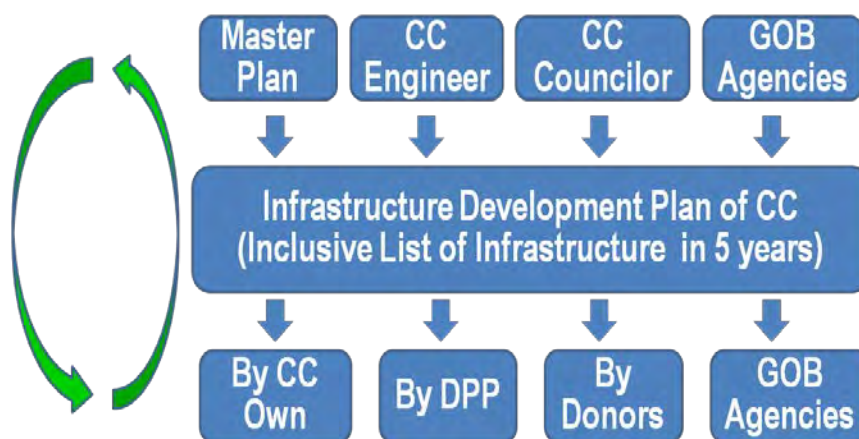 Master
Plan
CC
Engineer
CC
Councilor
GOB
Agencies
Infrastructure Development Plan of CC
(Inclusive List of Infrastructure in 5 years)
By CC
Own
By DPP
By
Donors
GOB
Agencies